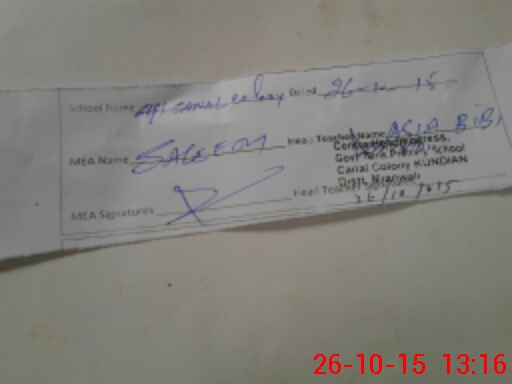 School Name GPS CANAL Colony Dated 26-10-15
MEA Name SALEEM Head Teacher Name ASIA BIBI
Headmistress,
Govt Girls Primary School
Canal Colony KUNDIAN
Distt. Mianwali
MEA Signatures Head Teacher
26/10/2015
26-10-15 13:16